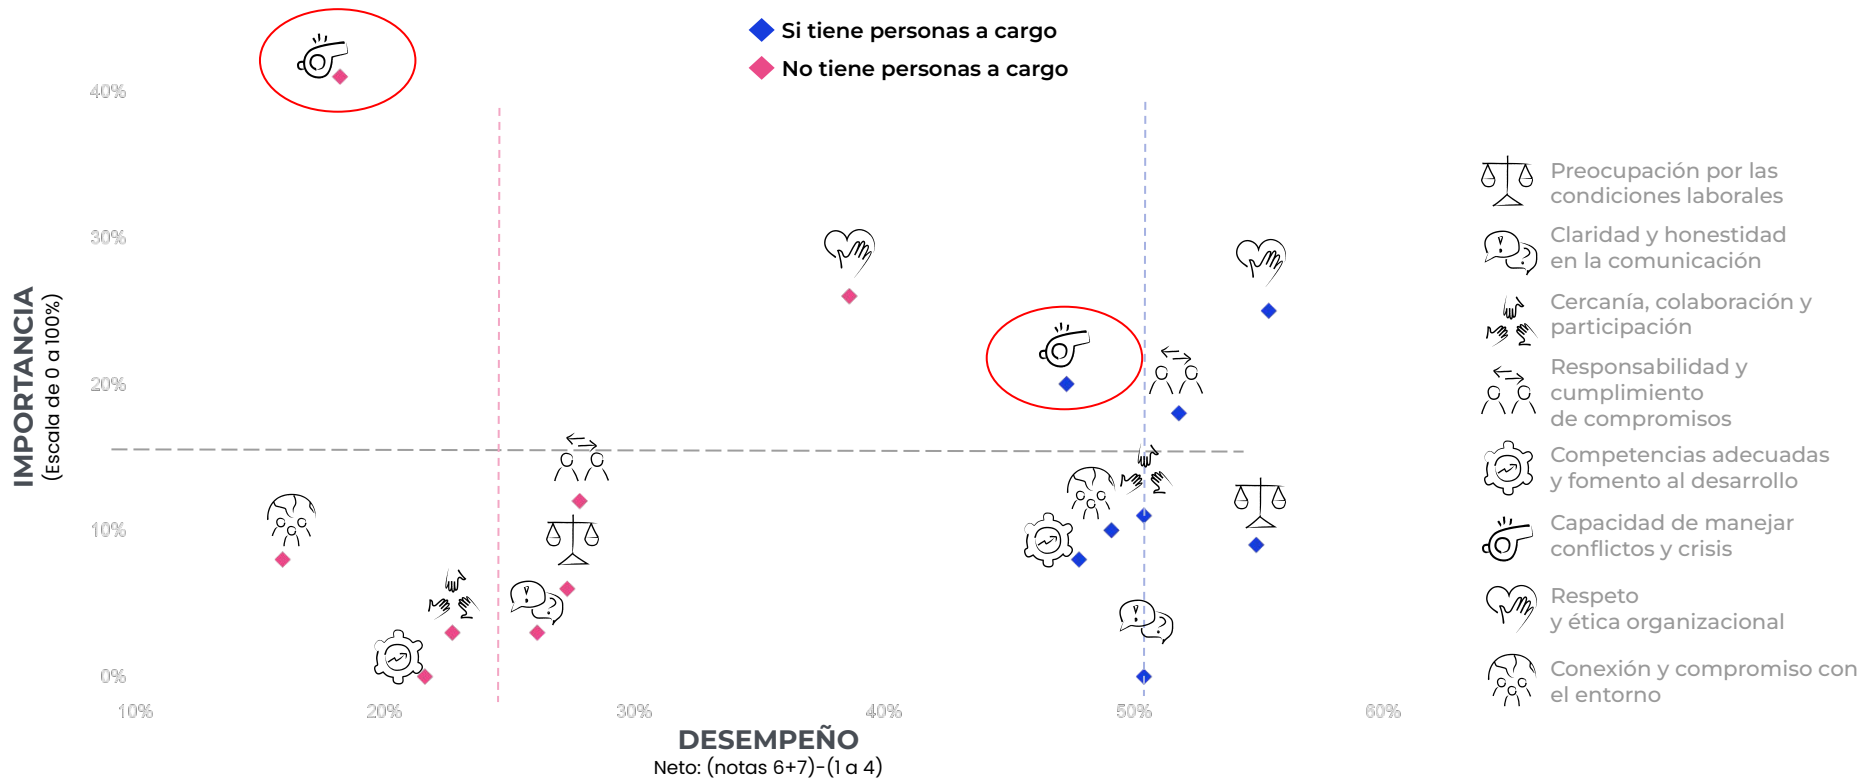 Si tiene personas a cargo
No tiene personas a cargo
40%
30%
20%
10%
0%
IMPORTANCIA
(Escala de 0 a 100%)
10%
20%
30%
40%
50%
60%
DESEMPEÑO
Neto: (notas 6+7)-(1 a 4)
Preocupación por las
condiciones laborales
Claridad y honestidad
en la comunicación
Cercanía, colaboración y
participación
Responsabilidad y
cumplimiento
de compromisos
Competencias adecuadas
y fomento al desarrollo
Capacidad de manejar
conflictos y crisis
Respeto
y ética organizacional
Conexión y compromiso con
el entorno